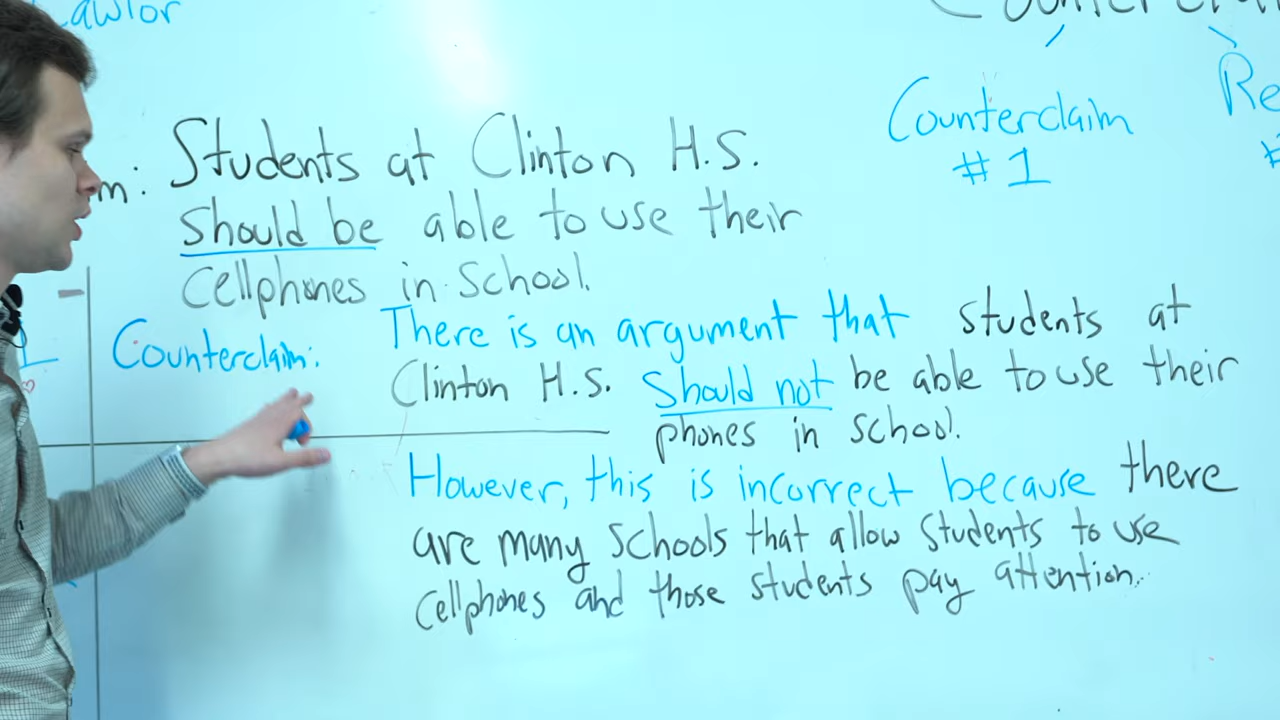 Lawlor
Counterclaim
#1
Students at Clinton H.S.
should be able to use their
cellphones in school.
Counterclaim: There is an argument that students at
Clinton H.S. should not be able to use their
phones in school.
However, this is incorrect because there
are many schools that allow students to use
cellphones and those students pay attention.